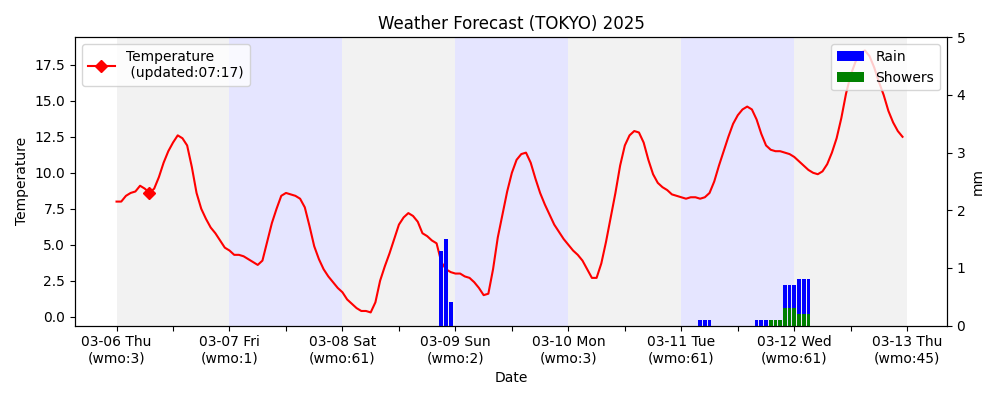 Weather Forecast (TOKYO) 2025
Temperature
(updated:07:17)
Rain
Showers
Temperature
17.5
15.0
12.5
10.0
7.5
5.0
2.5
0.0
5
4
3
2
1
0
mm
03-06 Thu
(wmo:3)
03-07 Fri
(wmo:1)
03-08 Sat
(wmo:61)
03-09 Sun
(wmo:2)
03-10 Mon
(wmo:3)
03-11 Tue
(wmo:61)
03-12 Wed
(wmo:61)
03-13 Thu
(wmo:45)
Date